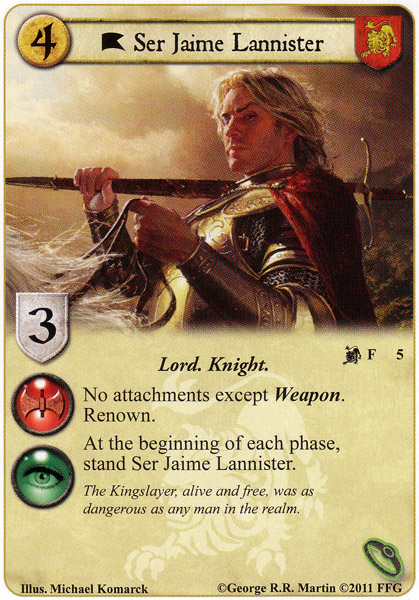 4 Ser Jaime Lannister
3
F 5
Lord. Knight.
No attachments except Weapon.
Renown.
At the beginning of each phase,
stand Ser Jaime Lannister.
The Kingslayer, alive and free, was as
dangerous as any man in the realm.
Illus. Michael Komarck ©George R.R. Martin ©2011 FFG